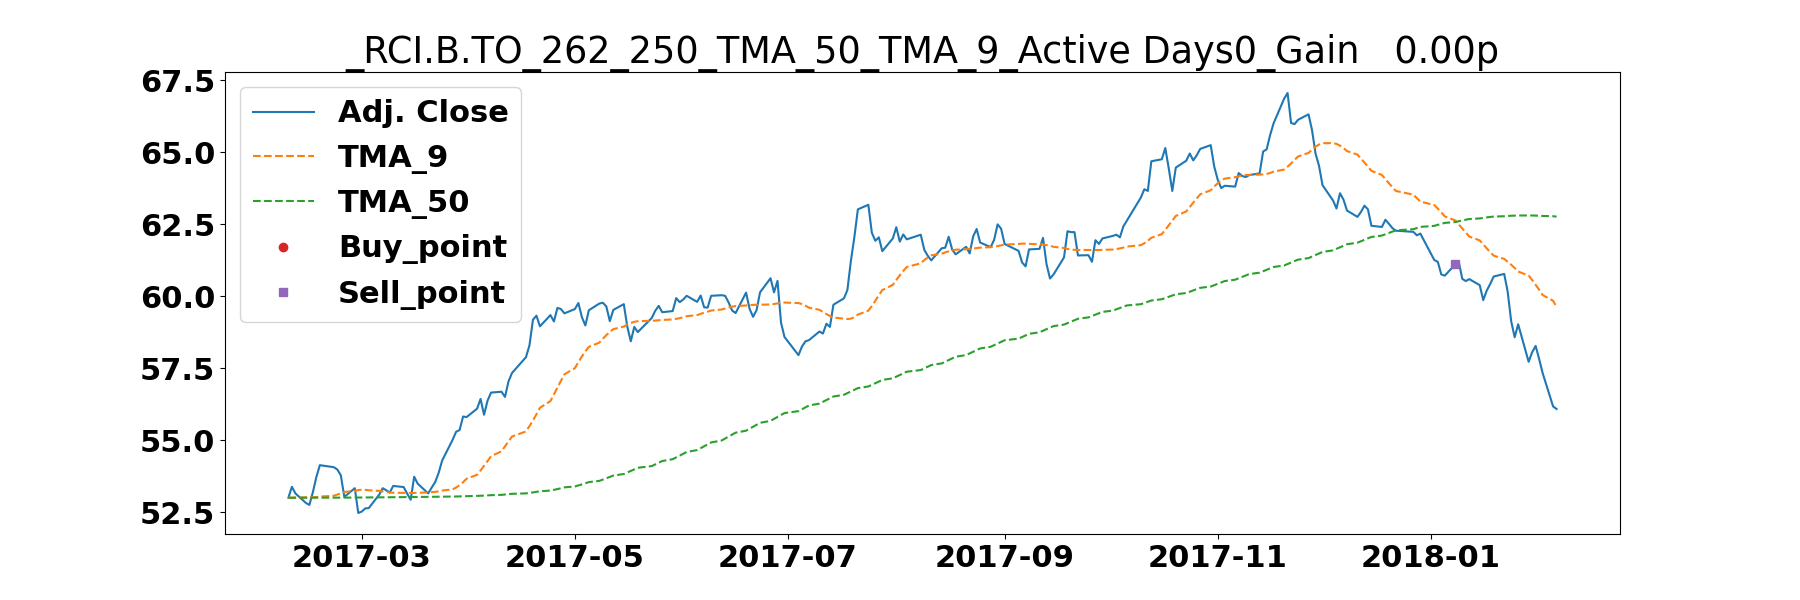 _RCI.B.TO_262_250_TMA_50_TMA_9_Active Days0_Gain   0.00p
67.5
65.0
62.5
60.0
57.5
55.0
52.5
Adj. Close
TMA_9
TMA_50
Buy_point
Sell_point
2017-03 2017-05 2017-07 2017-09 2017-11 2018-01